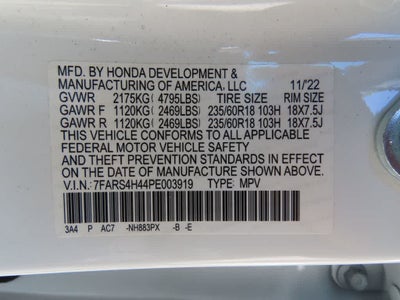 MFD. BY HONDA DEVELOPMENT &
MANUFACTURING OF AMERICA, LLC 11/'22
GVWR 2175KG( 4795LBS) TIRE SIZE RIM SIZE
GAWR F 1120KG( 2469LBS) 235/60R18 103H 18X7.5J
GAWR R 1120KG( 2469LBS) 235/60R18 103H 18X7.5J
THIS VEHICLE CONFORMS TO ALL APPLICABLE
FEDERAL MOTOR VEHICLE SAFETY
AND THEFT PREVENTION STANDARDS IN EFFECT
ON THE DATE OF MANUFACTURE SHOWN ABOVE.
V.I.N.: 7FARS4H44PE003919 TYPE: MPV
3A4 P AC7 -NH883PX -B -E